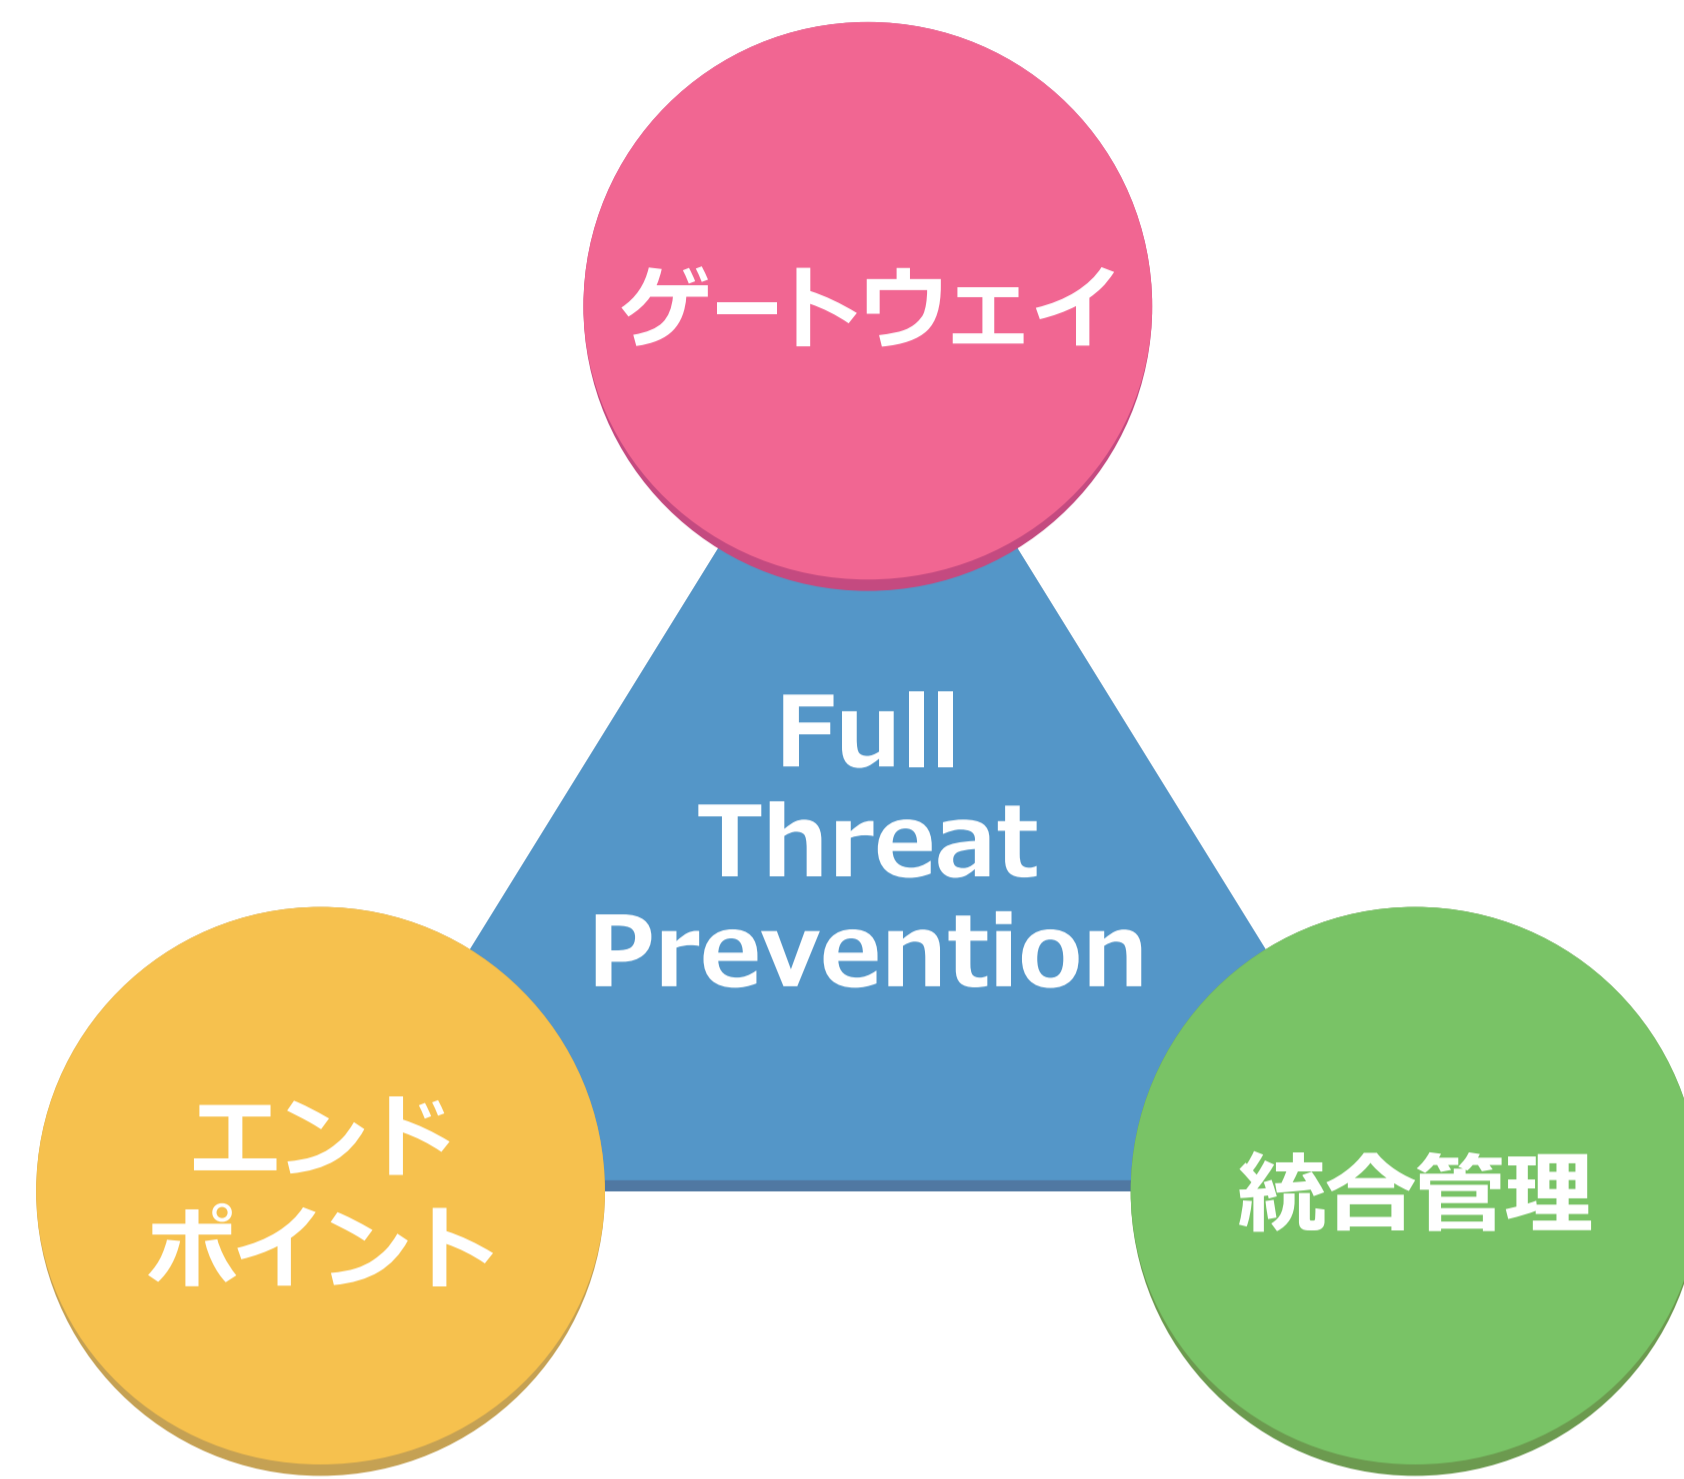 ゲートウェイ
Full
Threat
Prevention
エンド
ポイント
統合管理